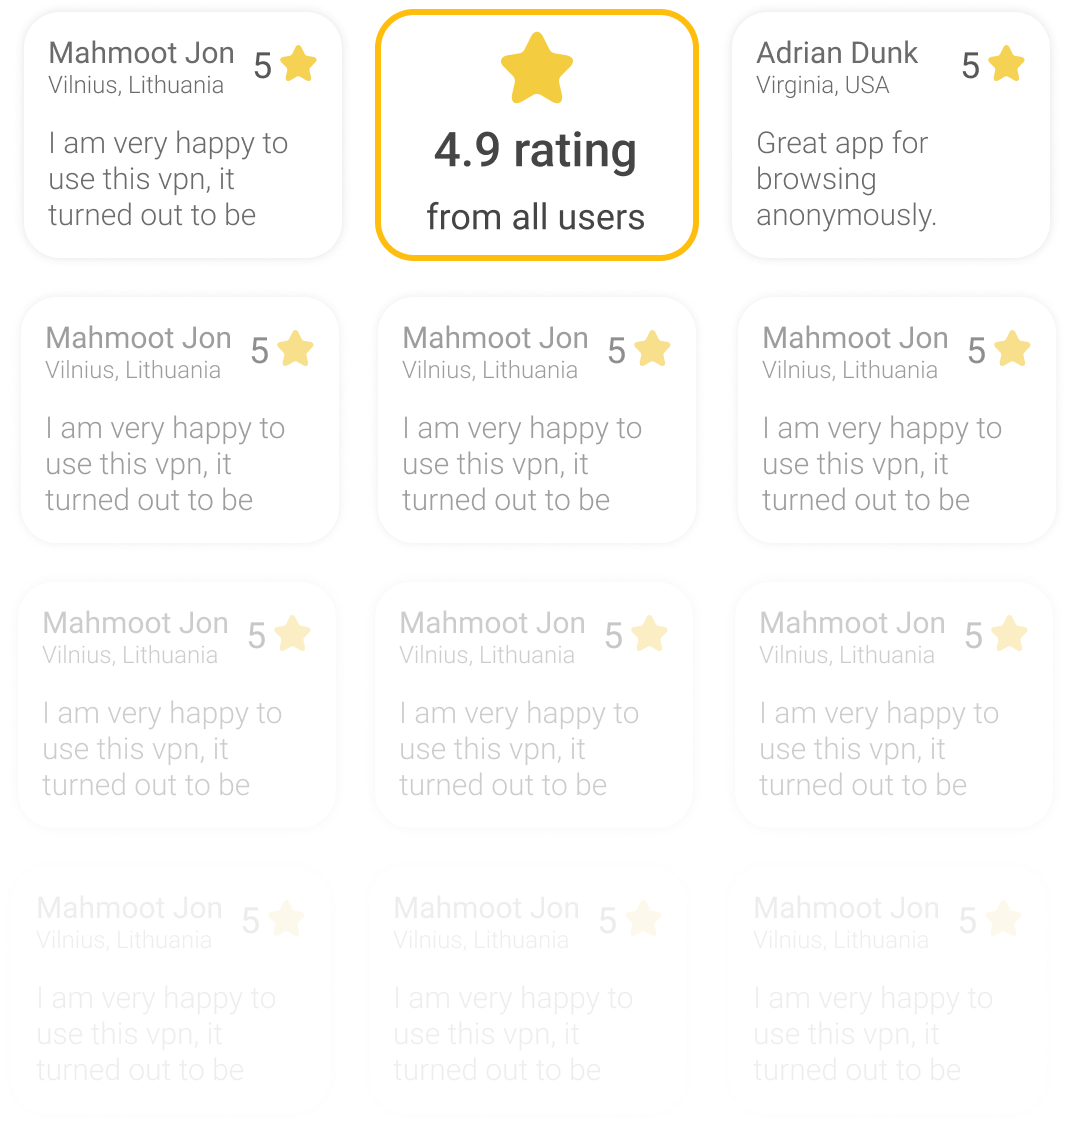 Mahmoot Jon
Vilnius, Lithuania
5
I am very happy to
use this vpn, it
turned out to be
4.9 rating
from all users
Adrian Dunk
Virginia, USA
5
Great app for
browsing
anonymously.
Mahmoot Jon
Vilnius, Lithuania
5
I am very happy to
use this vpn, it
turned out to be
Mahmoot Jon
Vilnius, Lithuania
5
I am very happy to
use this vpn, it
turned out to be
Mahmoot Jon
Vilnius, Lithuania
5
I am very happy to
use this vpn, it
turned out to be
Mahmoot Jon
Vilnius, Lithuania
5
I am very happy to
use this vpn, it
turned out to be
Mahmoot Jon
Vilnius, Lithuania
5
I am very happy to
use this vpn, it
turned out to be
Mahmoot Jon
Vilnius, Lithuania
5
I am very happy to
use this vpn, it
turned out to be
Mahmoot Jon
Vilnius, Lithuania
5
I am very happy to
use this vpn, it
turned out to be
Mahmoot Jon
Vilnius, Lithuania
5
I am very happy to
use this vpn, it
turned out to be
Mahmoot Jon
Vilnius, Lithuania
5
I am very happy to
use this vpn, it
turned out to be